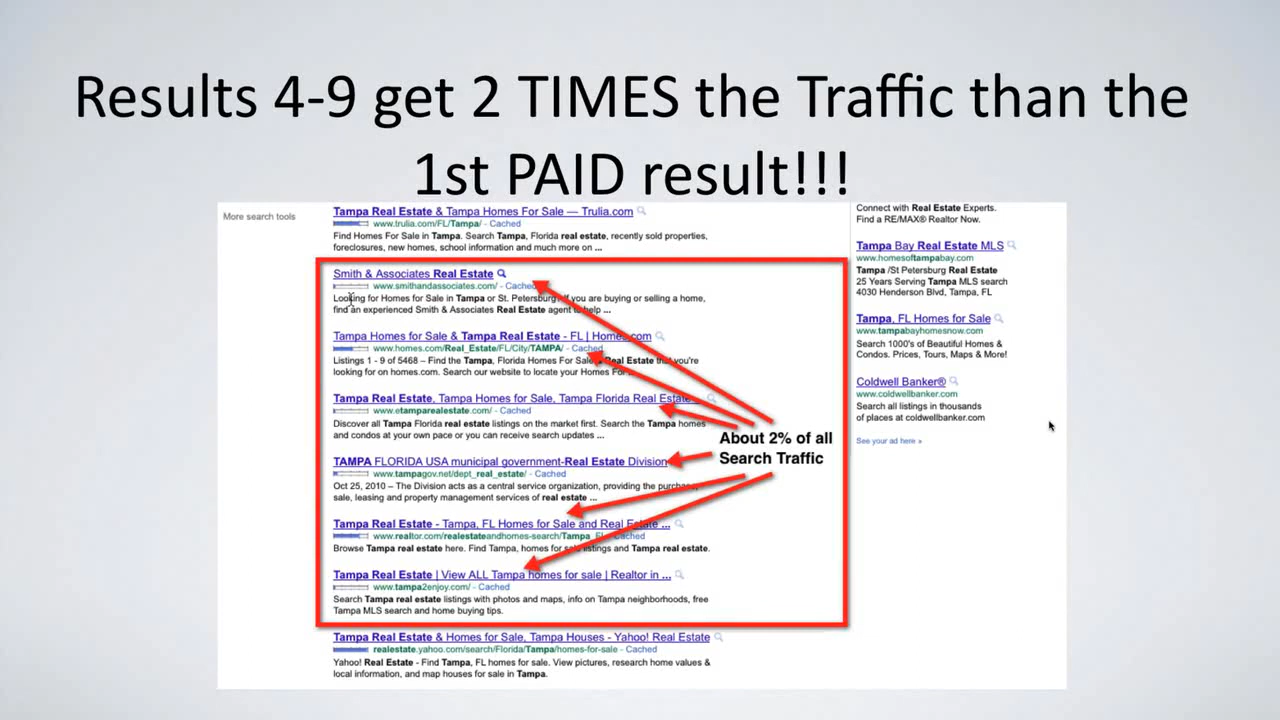 Results 4-9 get 2 TIMES the Traffic than the
1st PAID result!!!
More search tools
Tampa Real Estate & Tampa Homes For Sale — Trulia.com
www.trulia.com/FL/Tampa/ - Cached
Find Homes For Sale in Tampa. Search Tampa, Florida real estate, recently sold properties,
foreclosures, new homes, school information and much more on ...
Smith & Associates Real Estate
www.smithandassociates.com/ - Cached
Looking for Homes for Sale in Tampa or St. Petersburg? If you are buying or selling a home,
find an experienced Smith & Associates Real Estate agent to help ...
Tampa Homes for Sale & Tampa Real Estate - FL | Homes.com
www.homes.com/Real_Estate/FL/City/TAMPA/ - Cached
Listings 1 - 9 of 5468 – Find the Tampa, Florida Homes For Sale & Real Estate that you're
looking on homes.com. Search our website to locate your Homes For ...
Tampa Real Estate, Tampa Homes for Sale, Tampa Florida Real Estate
www.etamparealestate.com/ - Cached
Discover all Tampa Florida real estate listings on the market first. Search the Tampa homes
and condos at your own pace or you can receive search updates ...
TAMPA FLORIDA USA municipal government-Real Estate Division
www.tampagov.net/dept_real_estate/ - Cached
Oct 25, 2010 – The Division acts as a central service organization, providing the purchase,
sale, leasing and property management services of real estate ...
Tampa Real Estate - Tampa, FL Homes for Sale and Real Estate ...
www.realtor.com/realestateandhomes-search/Tampa_FL - Cached
Browse Tampa real estate here. Find Tampa, homes for sale listings and Tampa real estate.
Tampa Real Estate | View ALL Tampa homes for sale | Realtor in ...
www.tampa2enjoy.com/ - Cached
Search Tampa real estate listings with photos and maps, info on Tampa neighborhoods, free
Tampa MLS search and home buying tips.
Tampa Real Estate & Homes for Sale, Tampa Houses - Yahoo! Real Estate
realestate.yahoo.com/search/Florida/Tampa/homes-for-sale - Cached
Yahoo! Real Estate - Find Tampa, FL homes for sale. View pictures, research home values &
local information, and map houses for sale in Tampa.
About 2% of all
Search Traffic
Connect with Real Estate Experts.
Find a RE/MAX® Realtor Now.
Tampa Bay Real Estate MLS
www.homesoftampabay.com
Tampa /St Petersburg Real Estate
25 Years Serving Tampa MLS search
4030 Henderson Blvd, Tampa, FL
Tampa, FL Homes for Sale
www.tampabayhomesnow.com
Search 1000's of Beautiful Homes &
Condos. Prices, Tours, Maps & More!
Coldwell Banker®
www.coldwellbanker.com
Search all listings in thousands
of places at coldwellbanker.com
See your ad here »